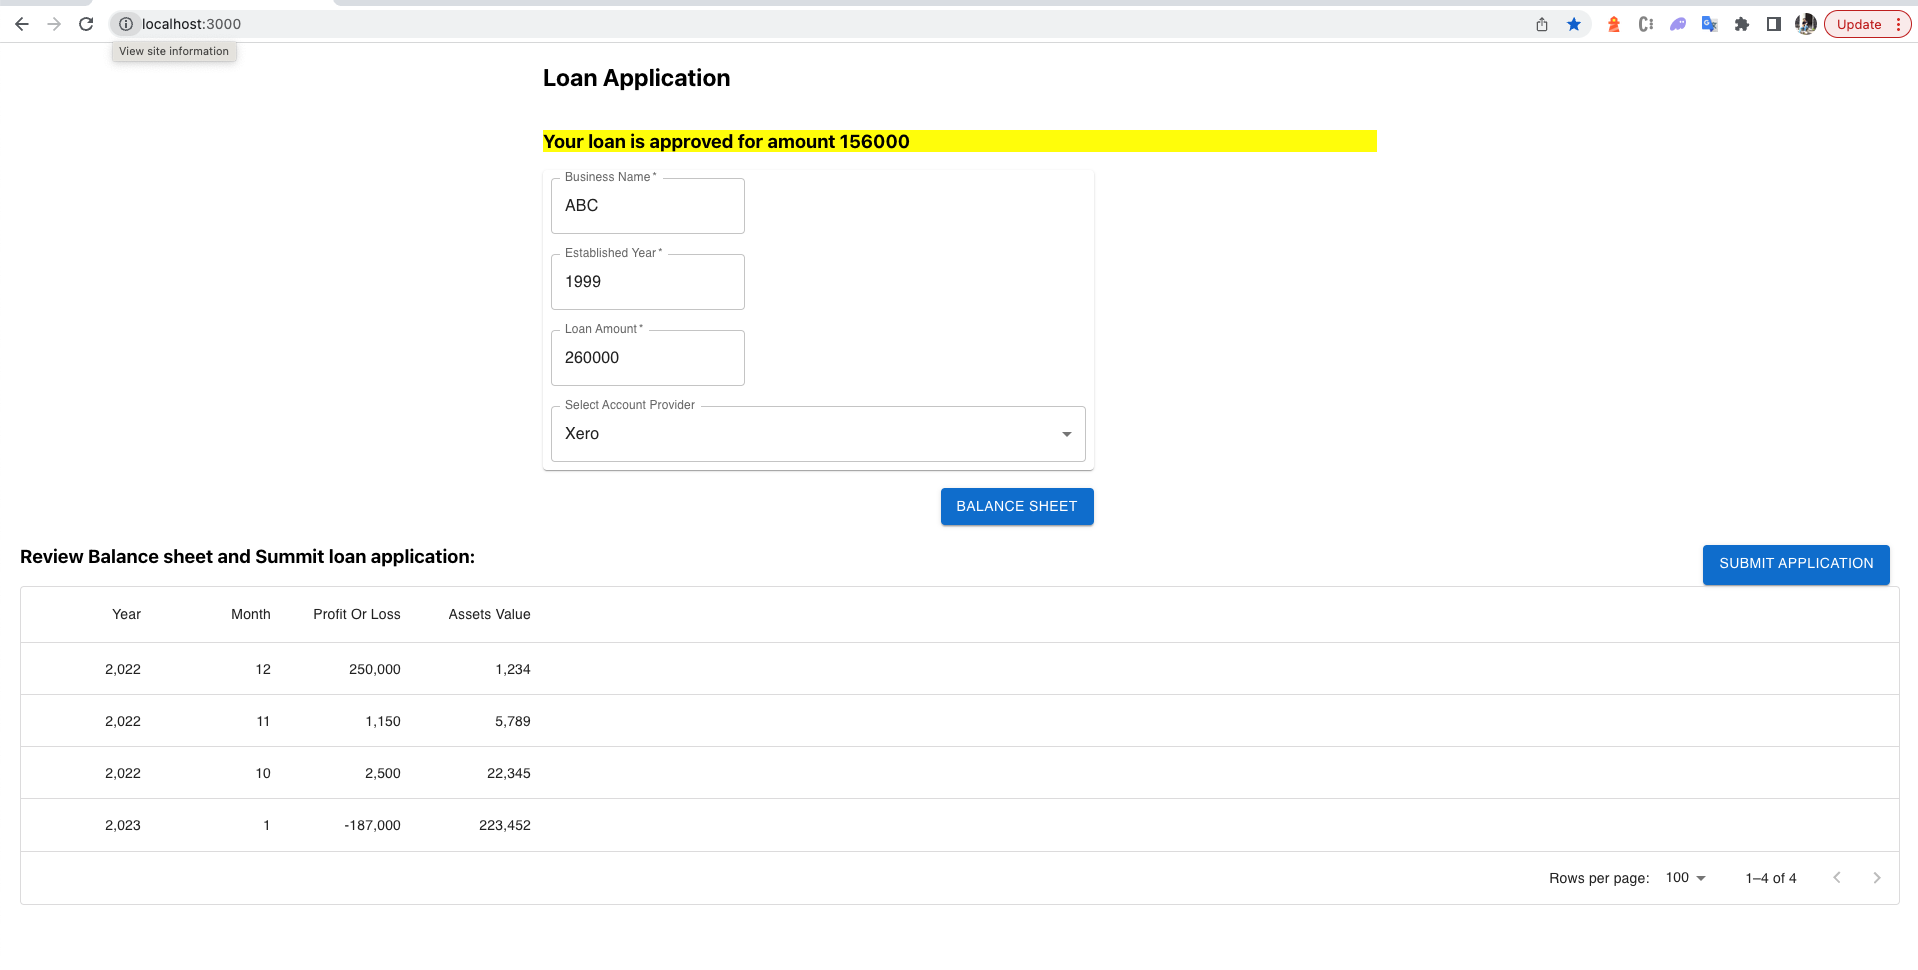 localhost:3000
Update
View site information
Loan Application
Your loan is approved for amount 156000
Business Name *
ABC
Established Year *
1999
Loan Amount *
260000
Select Account Provider
Xero
BALANCE SHEET
Review Balance sheet and Summit loan application:
SUBMIT APPLICATION
Year Month Profit Or Loss Assets Value
2,022 12 250,000 1,234
2,022 11 1,150 5,789
2,022 10 2,500 22,345
2,023 1 -187,000 223,452
Rows per page: 100 1–4 of 4